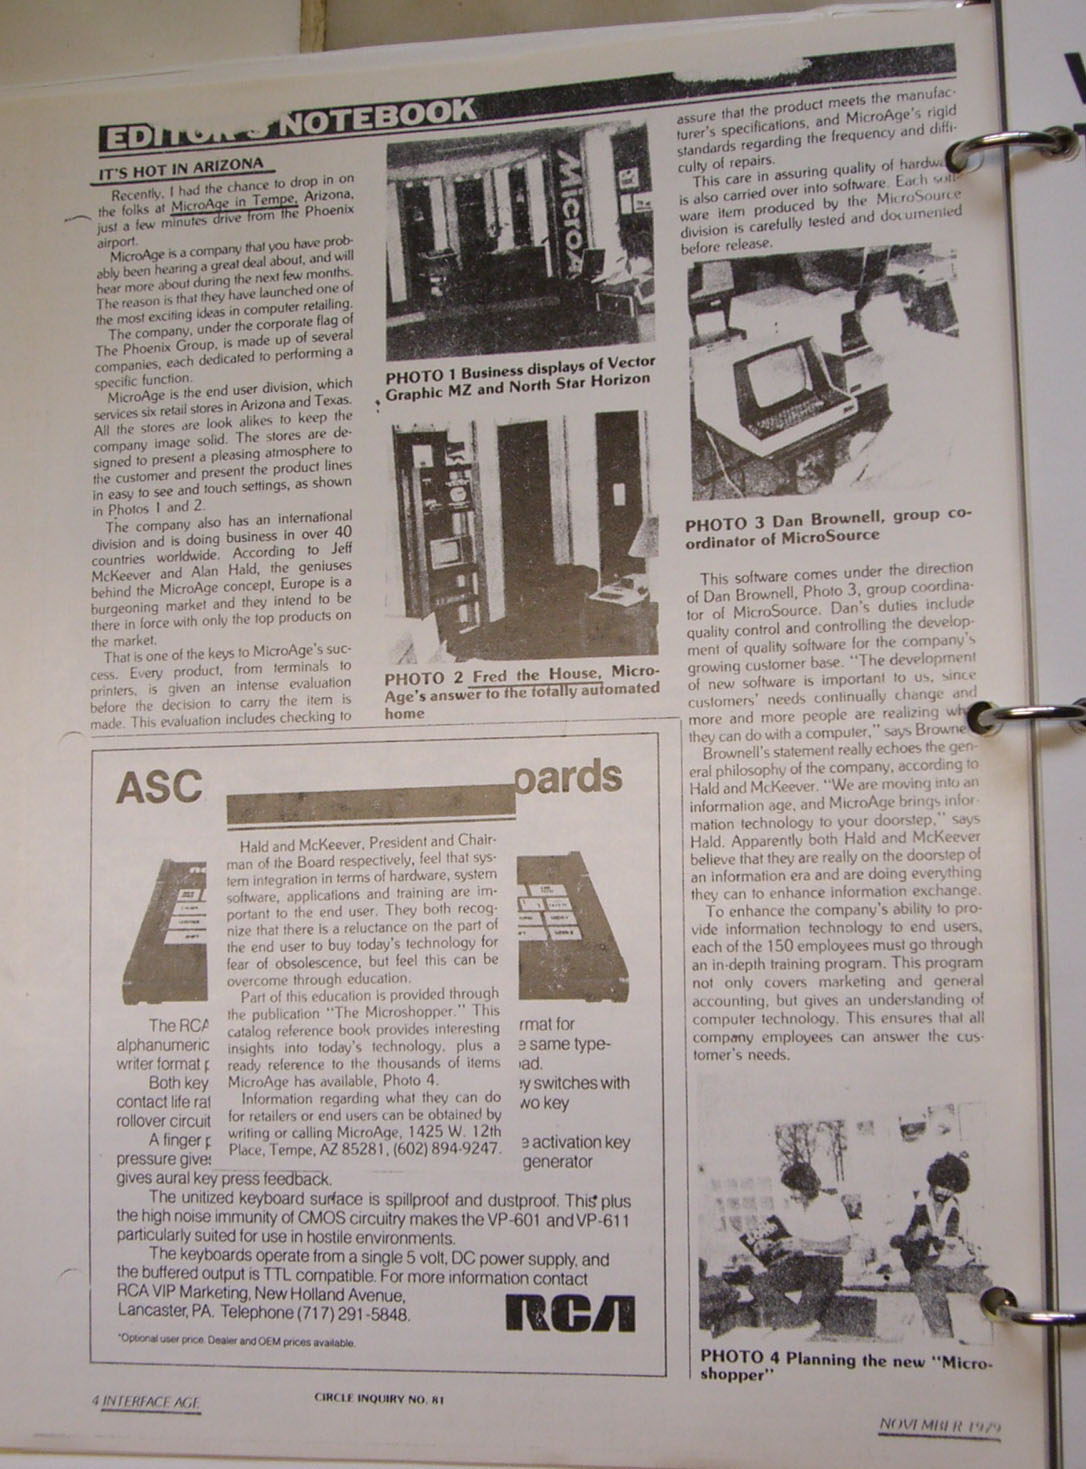 EDITOR'S NOTEBOOK
IT'S HOT IN ARIZONA
Recently, I had the chance to drop in on
the folks at MicroAge in Tempe, Arizona,
just a few minutes drive from the Phoenix
airport.
MicroAge is a company that you have prob-
ably been hearing a great deal about, and will
hear more about during the next few months.
The reason is that they have launched one of
the most exciting ideas in computer retailing.
The company, under the corporate flag of
The Phoenix Group, is made up of several
companies, each dedicated to performing a
specific function.
MicroAge is the end user division, which
services six retail stores in Arizona and Texas.
All the stores are look alikes to keep the
company image solid. The stores are de-
signed to present a pleasing atmosphere to
the customer and present the product lines
in easy to see and touch settings, as shown
in Photos 1 and 2.
The company also has an international
division and is doing business in over 40
countries worldwide. According to Jeff
McKeever and Alan Hald, the geniuses
behind the MicroAge concept, Europe is a
burgeoning market and they intend to be
there in force with only the top products on
the market.
That is one of the keys to MicroAge's suc-
cess. Every product, from terminals to
printers, is given an intense evaluation
before the decision to carry the item is
made. This evaluation includes checking to
MicroA
PHOTO 1 Business displays of Vector
Graphic MZ and North Star Horizon
PHOTO 2 Fred the House, Micro-
Age's answer to the totally automated
home
assure that the product meets the manufac-
turer's specifications, and MicroAge's rigid
standards regarding the frequency and diffi-
culty of repairs.
This care in assuring quality of hardw
is also carried over into software. Each soft-
ware item produced by the MicroSource
division is carefully tested and documented
before release.
PHOTO 3 Dan Brownell, group co-
ordinator of MicroSource
This software comes under the direction
of Dan Brownell, Photo 3, group coordina-
tor of MicroSource. Dan's duties include
quality control and controlling the develop-
ment of quality software for the company's
growing customer base. "The development
of new software is important to us, since
customers' needs continually change and
more and more people are realizing wh
they can do with a computer," says Browne
Brownell's statement really echoes the gen-
eral philosophy of the company, according to
Hald and McKeever. "We are moving into an
information age, and MicroAge brings infor-
mation technology to your doorstep," says
Hald. Apparently both Hald and McKeever
believe that they are really on the doorstep of
an information era and are doing everything
they can to enhance information exchange.
To enhance the company's ability to pro-
vide information technology to end users,
each of the 150 employees must go through
an in-depth training program. This program
not only covers marketing and general
accounting, but gives an understanding of
computer technology. This ensures that all
company employees can answer the cus-
tomer's needs.
PHOTO 4 Planning the new "Micro-
shopper"
ASC oards
Hald and McKeever, President and Chair-
man of the Board respectively, feel that sys-
tem integration in terms of hardware, system
software, applications and training are im-
portant to the end user. They both recog-
nize that there is a reluctance on the part of
the end user to buy today's technology for
fear of obsolescence, but feel this can be
overcome through education.
Part of this education is provided through
the publication "The Microshopper." This
catalog reference book provides interesting
insights into today's technology, plus a
ready reference to the thousands of items
MicroAge has available, Photo 4.
Information regarding what they can do
for retailers or end users can be obtained by
writing or calling MicroAge, 1425 W. 12th
Place, Tempe, AZ 85281, (602) 894-9247.
The RCA rmat for
alphanumeric e same type-
writer format p ad.
Both key y switches with
contact life rat wo key
rollover circuit
A finger p e activation key
pressure gives generator
gives aural key press feedback.
The unitized keyboard surface is spillproof and dustproof. This plus
the high noise immunity of CMOS circuitry makes the VP-601 and VP-611
particularly suited for use in hostile environments.
The keyboards operate from a single 5 volt, DC power supply, and
the buffered output is TTL compatible. For more information contact
RCA VIP Marketing, New Holland Avenue,
Lancaster, PA. Telephone (717) 291-5848.
*Optional user price. Dealer and OEM prices available.
RCA
4 INTERFACE AGE
CIRCLE INQUIRY NO. 81
NOVEMBER 1979